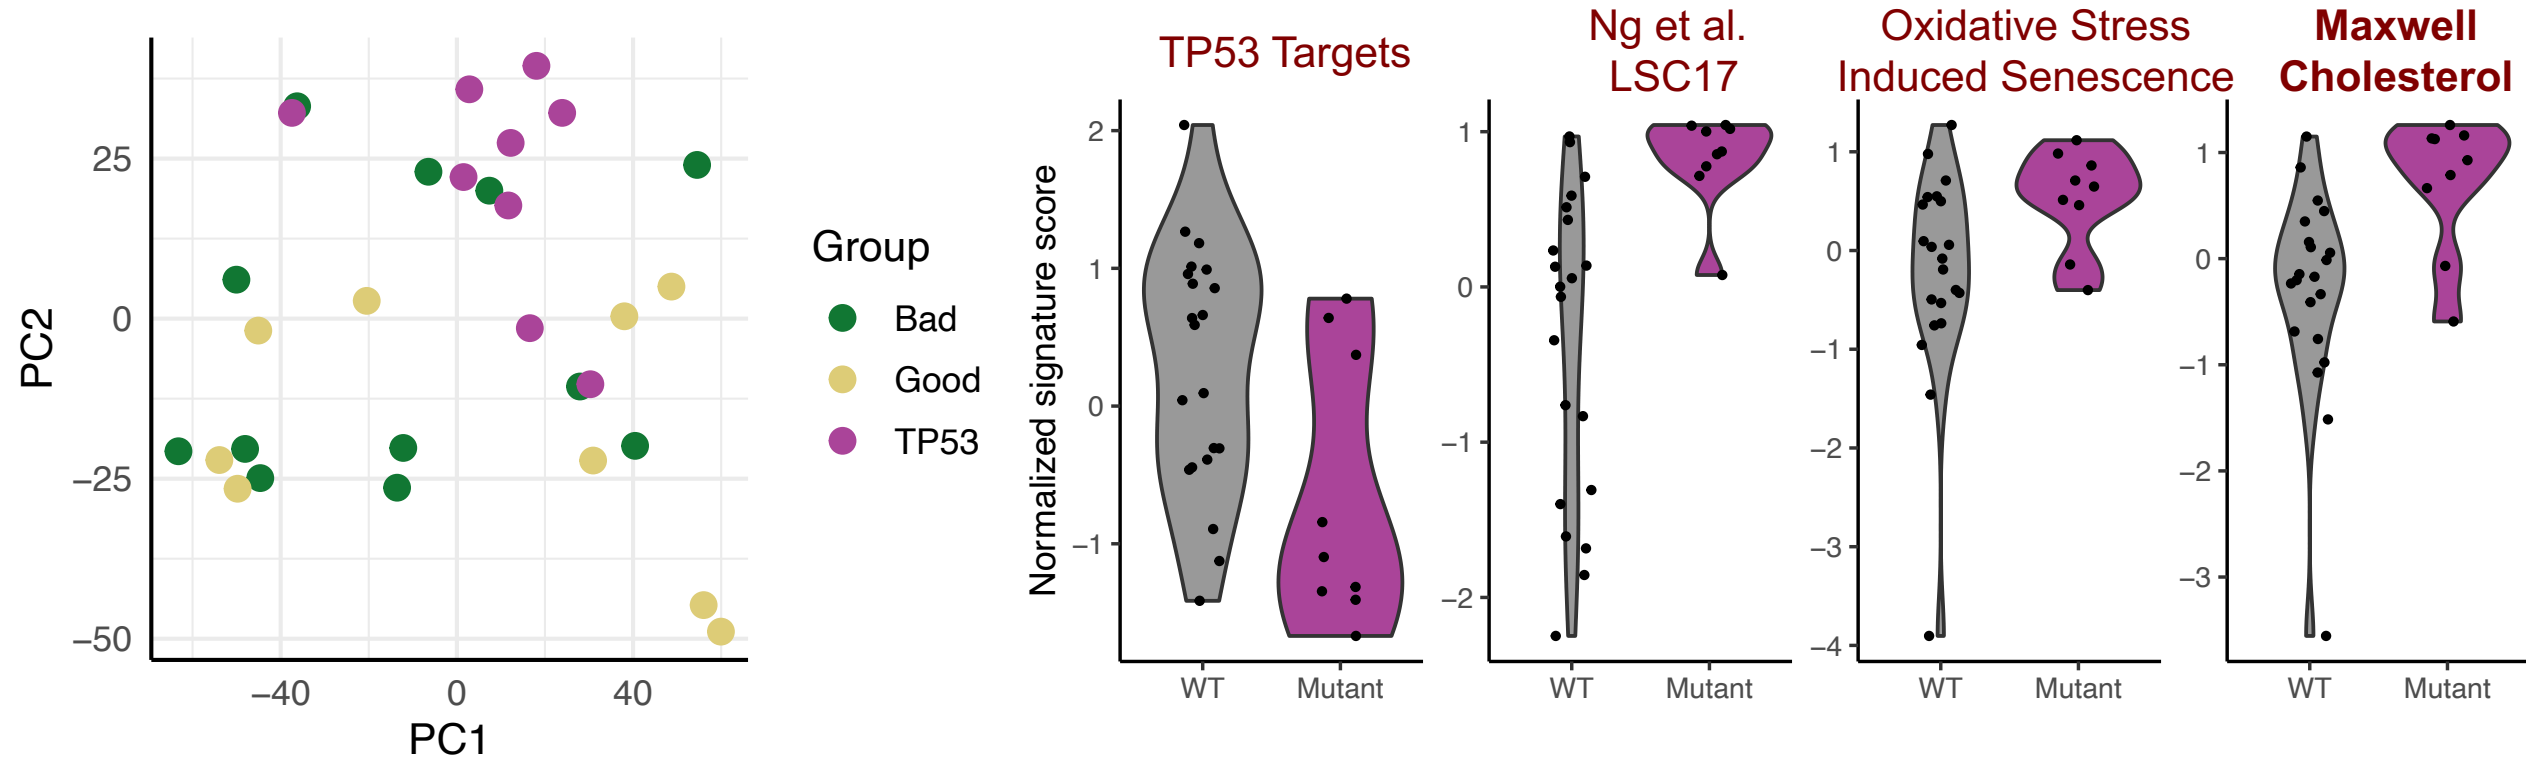 PC2
25
0
−25
−50
−40
0
40
PC1
Group
Bad
Good
TP53
Normalized signature score
TP53 Targets
2
1
0
−1
WT
Mutant
Ng et al.
LSC17
1
0
−1
−2
WT
Mutant
Oxidative Stress
Induced Senescence
1
0
−1
−2
−3
−4
WT
Mutant
Maxwell
Cholesterol
1
0
−1
−2
−3
WT
Mutant